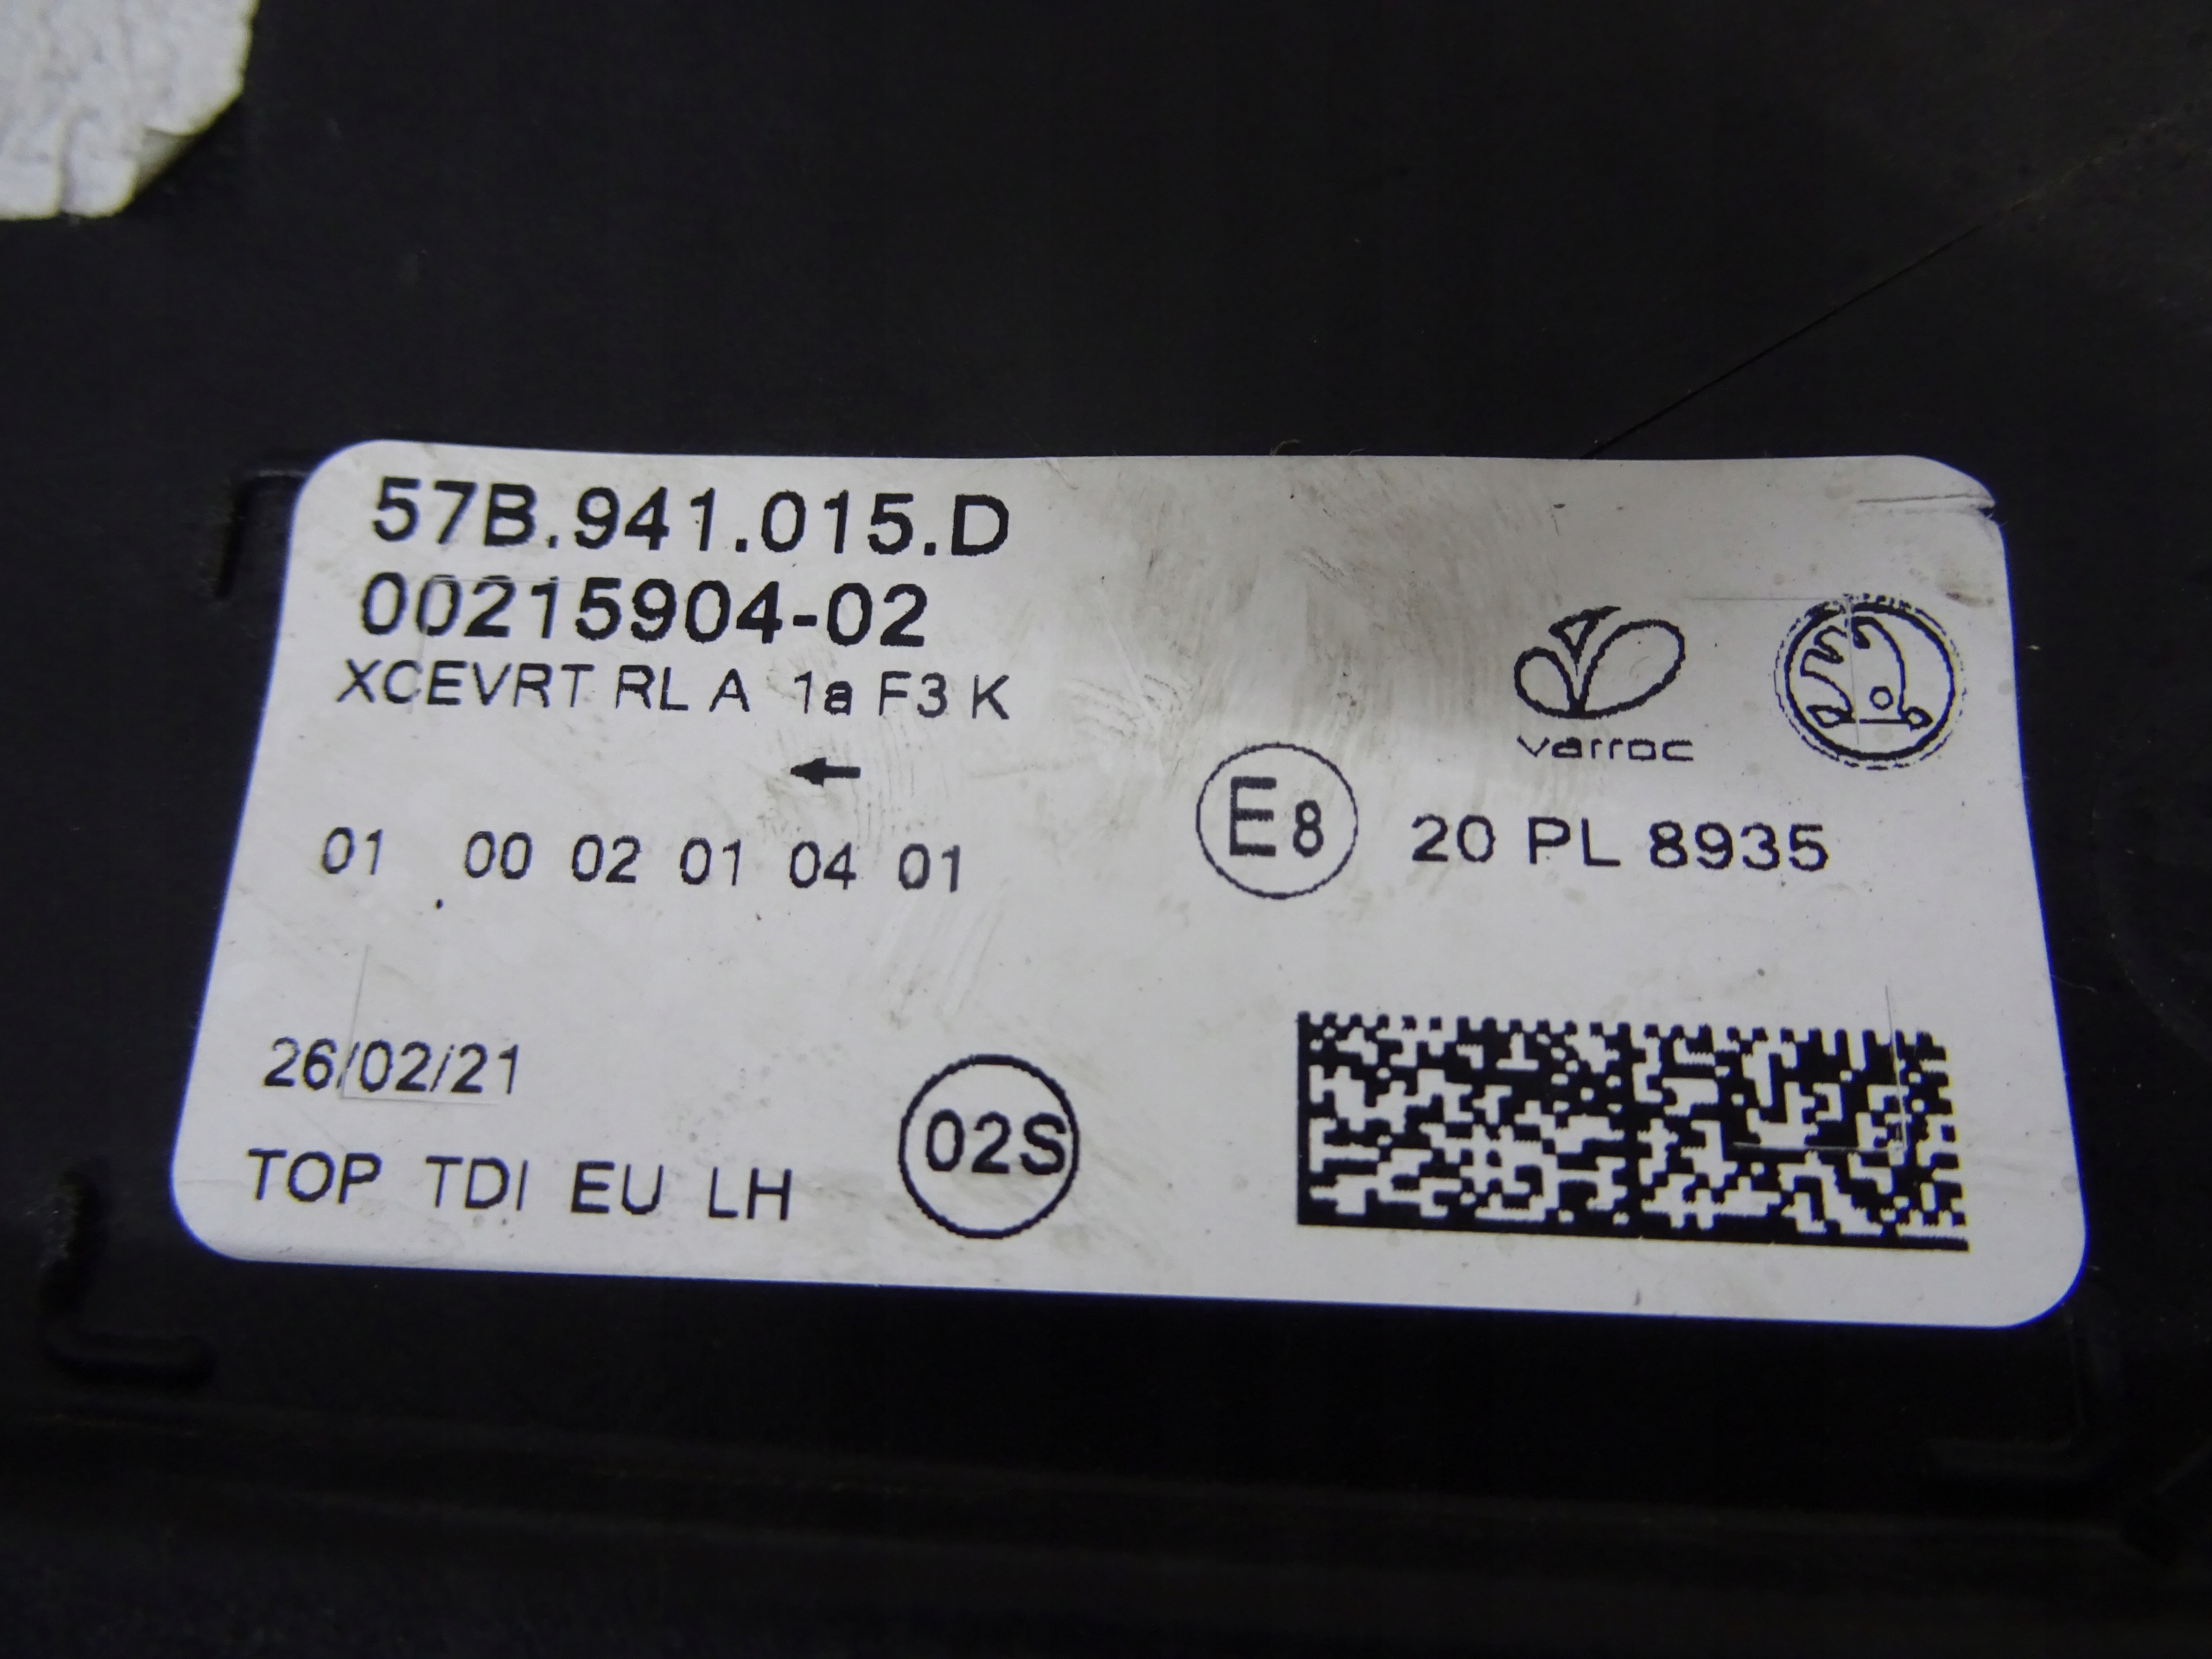 57B.941.015.D
00215904-02
XCEVRT RL A 1a F3 K
varroc
01 00 02 01 04 01
E8 20 PL 8935
26/02/21
TOP TDI EU LH
02S